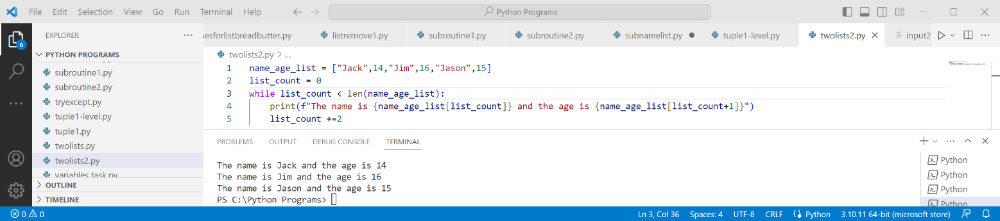 File Edit Selection View Go Run Terminal Help Python Programs
EXPLORER
nesforlistbreadbutter.py listremove1.py subroutine1.py subroutine2.py subnamelist.py tuple1-level.py twolists2.py input2
PYTHON PROGRAMS
subroutine1.py
subroutine2.py
tryexcept.py
tuple1-level.py
tuple1.py
twolists.py
twolists2.py
variables task.py
OUTLINE
TIMELINE
6
twolists2.py > ...
1 name_age_list = ["Jack",14,"Jim",16,"Jason",15]
2 list_count = 0
3 while list_count < len(name_age_list):
4 print(f"The name is {name_age_list[list_count]} and the age is {name_age_list[list_count+1]}")
5 list_count +=2
PROBLEMS OUTPUT DEBUG CONSOLE TERMINAL
The name is Jack and the age is 14
The name is Jim and the age is 16
The name is Jason and the age is 15
PS C:\Python Programs>
Python
Python
Python
Python
0 0 Ln 3, Col 36 Spaces: 4 UTF-8 CRLF Python 3.10.11 64-bit (microsoft store)